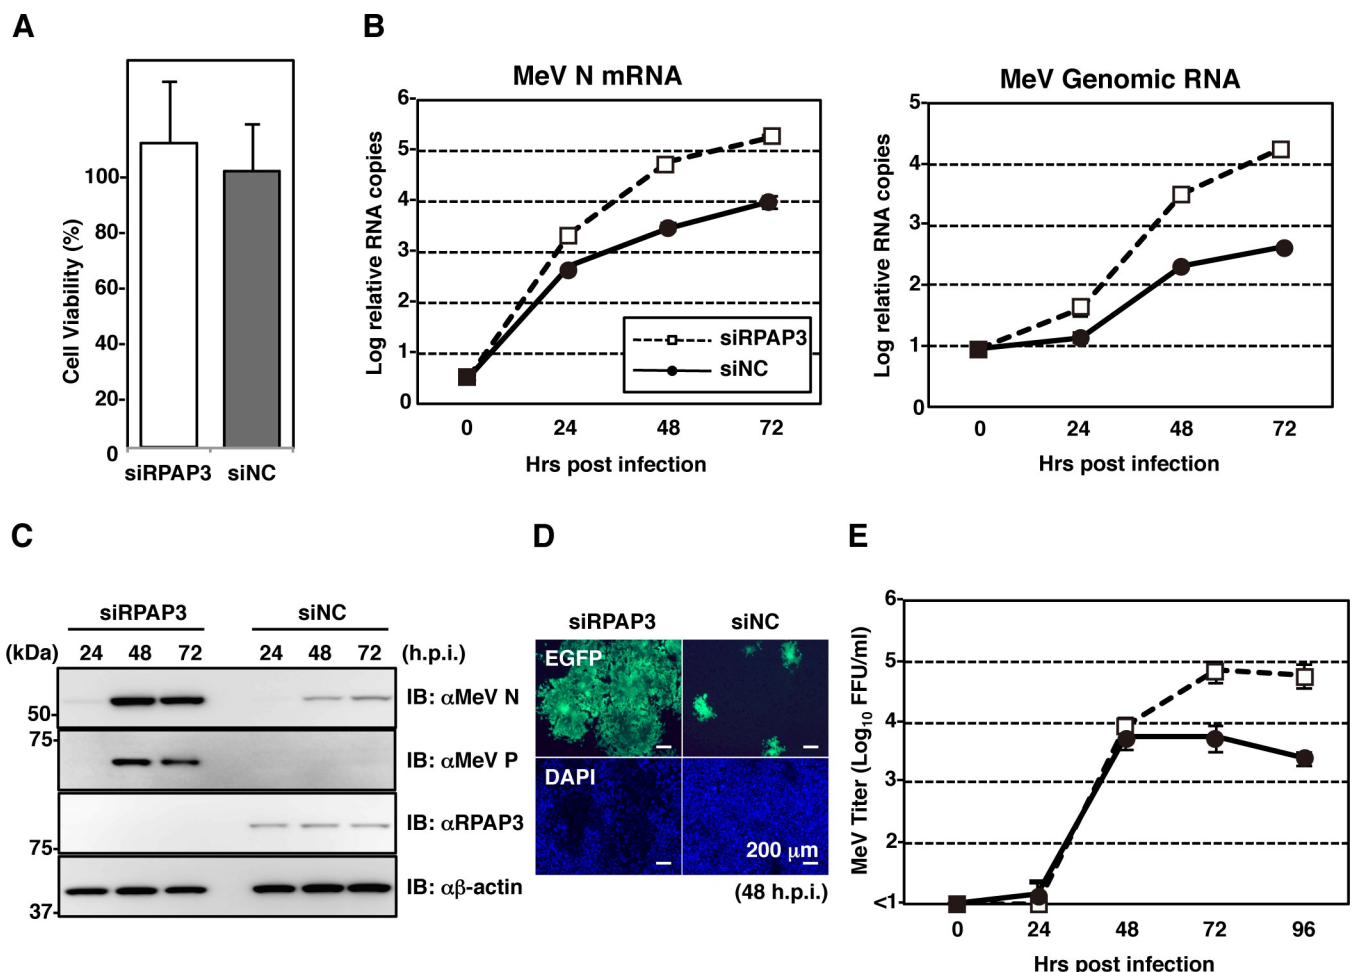 A
100
80
60
40
20
0
Cell Viability (%)
siRPAP3 siNC
B
MeV N mRNA
6
5
4
3
2
1
0
Log relative RNA copies
siRPAP3
siNC
0 24 48 72
Hrs post infection
MeV Genomic RNA
5
4
3
2
1
0
Log relative RNA copies
0 24 48 72
Hrs post infection
C
siRPAP3 siNC
(kDa) 24 48 72 24 48 72 (h.p.i.)
50
IB: αMeV N
75
IB: αMeV P
IB: αRPAP3
75
IB: αβ-actin
37
D
siRPAP3 siNC
EGFP
DAPI
200 μm
(48 h.p.i.)
E
6
5
4
3
2
<1
MeV Titer (Log₁₀ FFU/ml)
0 24 48 72 96
Hrs post infection